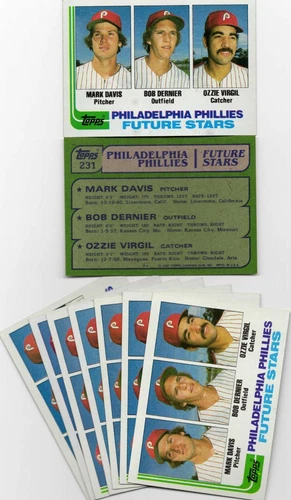 MARK DAVIS
Pitcher
BOB DERNIER
Outfield
OZZIE VIRGIL
Catcher
Topps
PHILADELPHIA PHILLIES
FUTURE STARS
Topps
231
PHILADELPHIA
PHILLIES
FUTURE
STARS
★ MARK DAVIS PITCHER
★ BOB DERNIER OUTFIELD
★ OZZIE VIRGIL CATCHER
OZZIE VIRGIL
Catcher
BOB DERNIER
Outfield
MARK DAVIS
Pitcher
PHILADELPHIA PHILLIES
FUTURE STARS